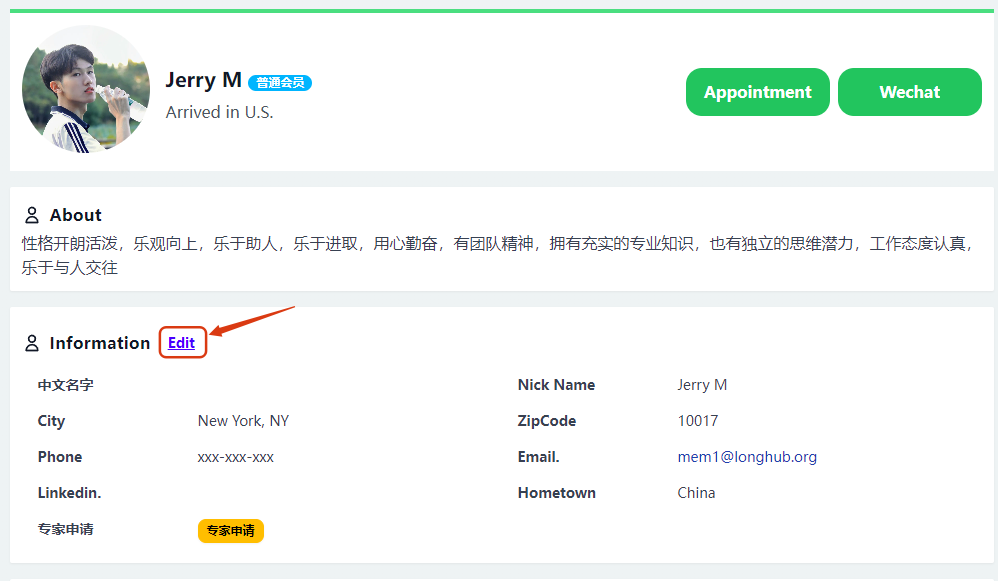 Jerry M 普通会员
Arrived in U.S.
Appointment
Wechat
About
性格开朗活泼，乐观向上，乐于助人，乐于进取，用心勤奋，有团队精神，拥有充实的专业知识，也有独立的思维潜力，工作态度认真，
乐于与人交往
Information Edit
中文名字
Nick Name Jerry M
City New York, NY
ZipCode 10017
Phone xxx-xxx-xxx
Email. mem1@longhub.org
Linkedin.
Hometown China
专家申请 专家申请